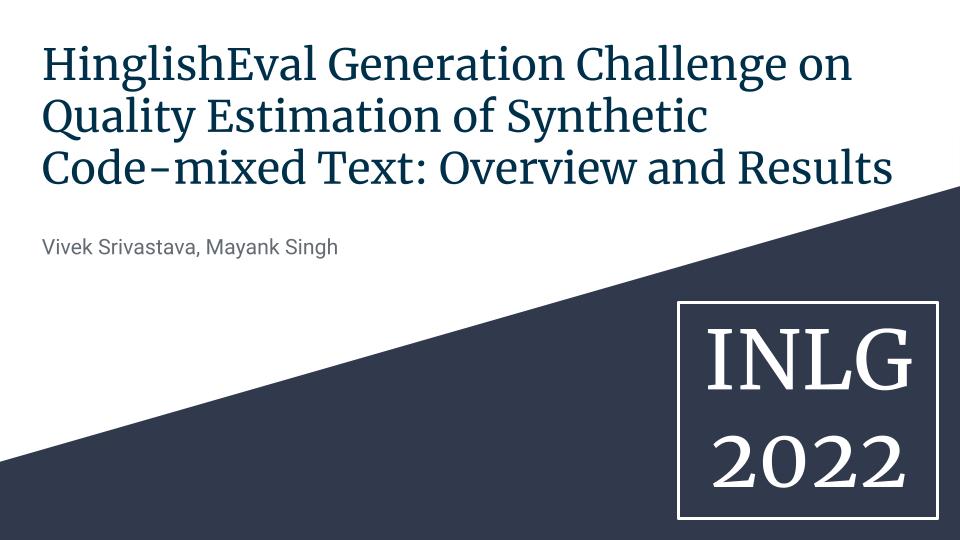 HinglishEval Generation Challenge on
Quality Estimation of Synthetic
Code-mixed Text: Overview and Results
Vivek Srivastava, Mayank Singh
INLG
2022